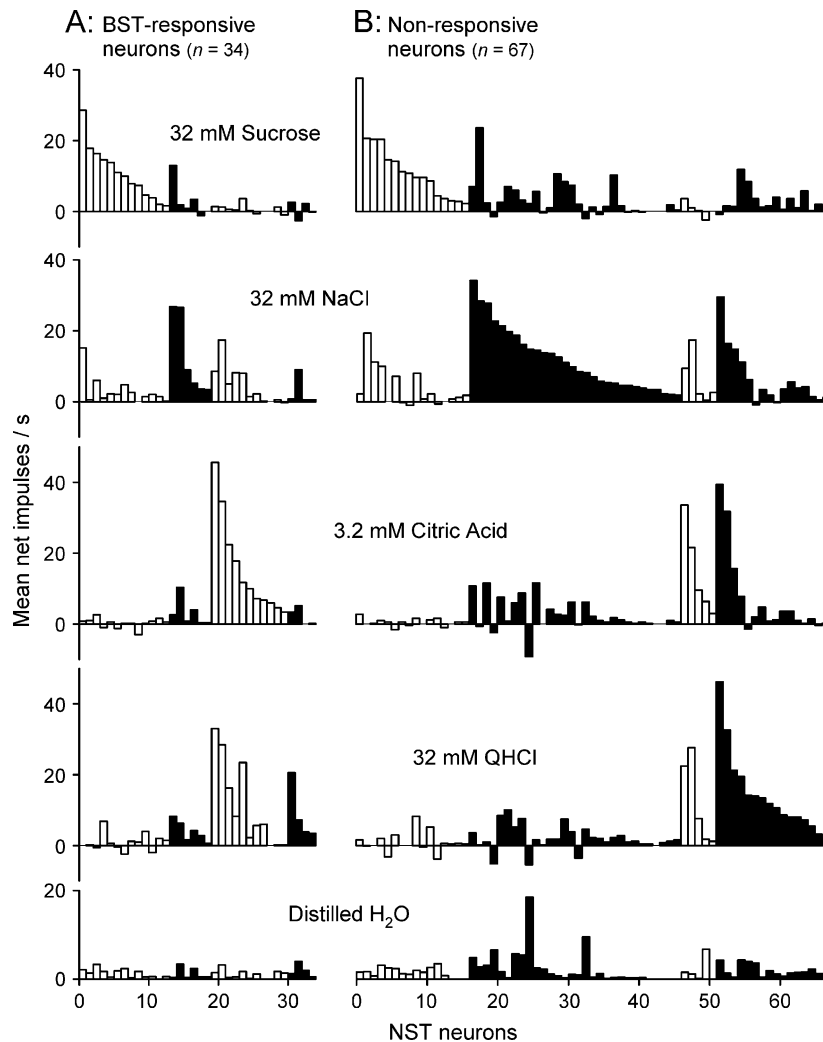 A: BST-responsive
neurons (n = 34)
B: Non-responsive
neurons (n = 67)
40
20
0
32 mM Sucrose
40
20
0
32 mM NaCl
Mean net impulses / s
40
20
0
3.2 mM Citric Acid
40
20
0
32 mM QHCl
20
0
Distilled H₂O
0 10 20 30 0 10 20 30 40 50 60
NST neurons